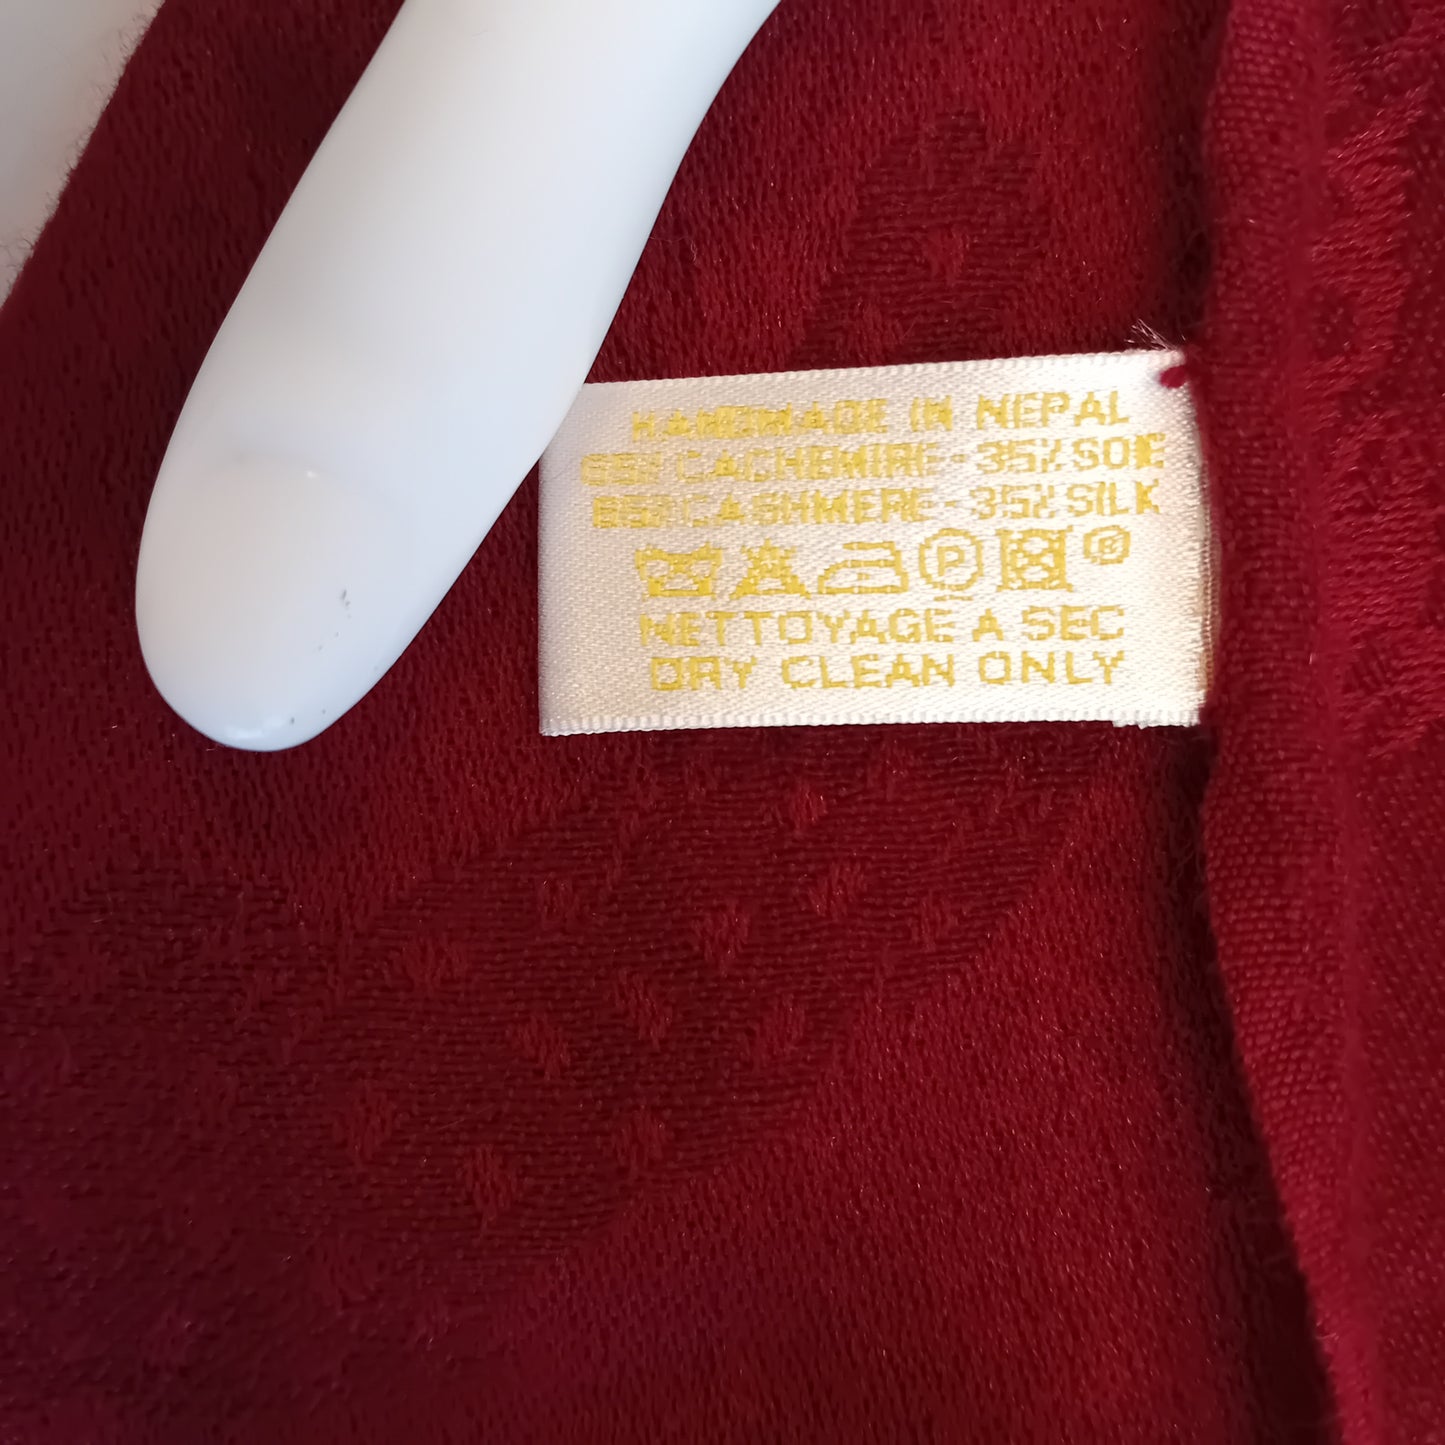 HANDMADE IN NEPAL
65% CACHEMIRE - 35% SOIE
65% CASHMERE - 35% SILK
P ®
NETTOYAGE A SEC
DRY CLEAN ONLY